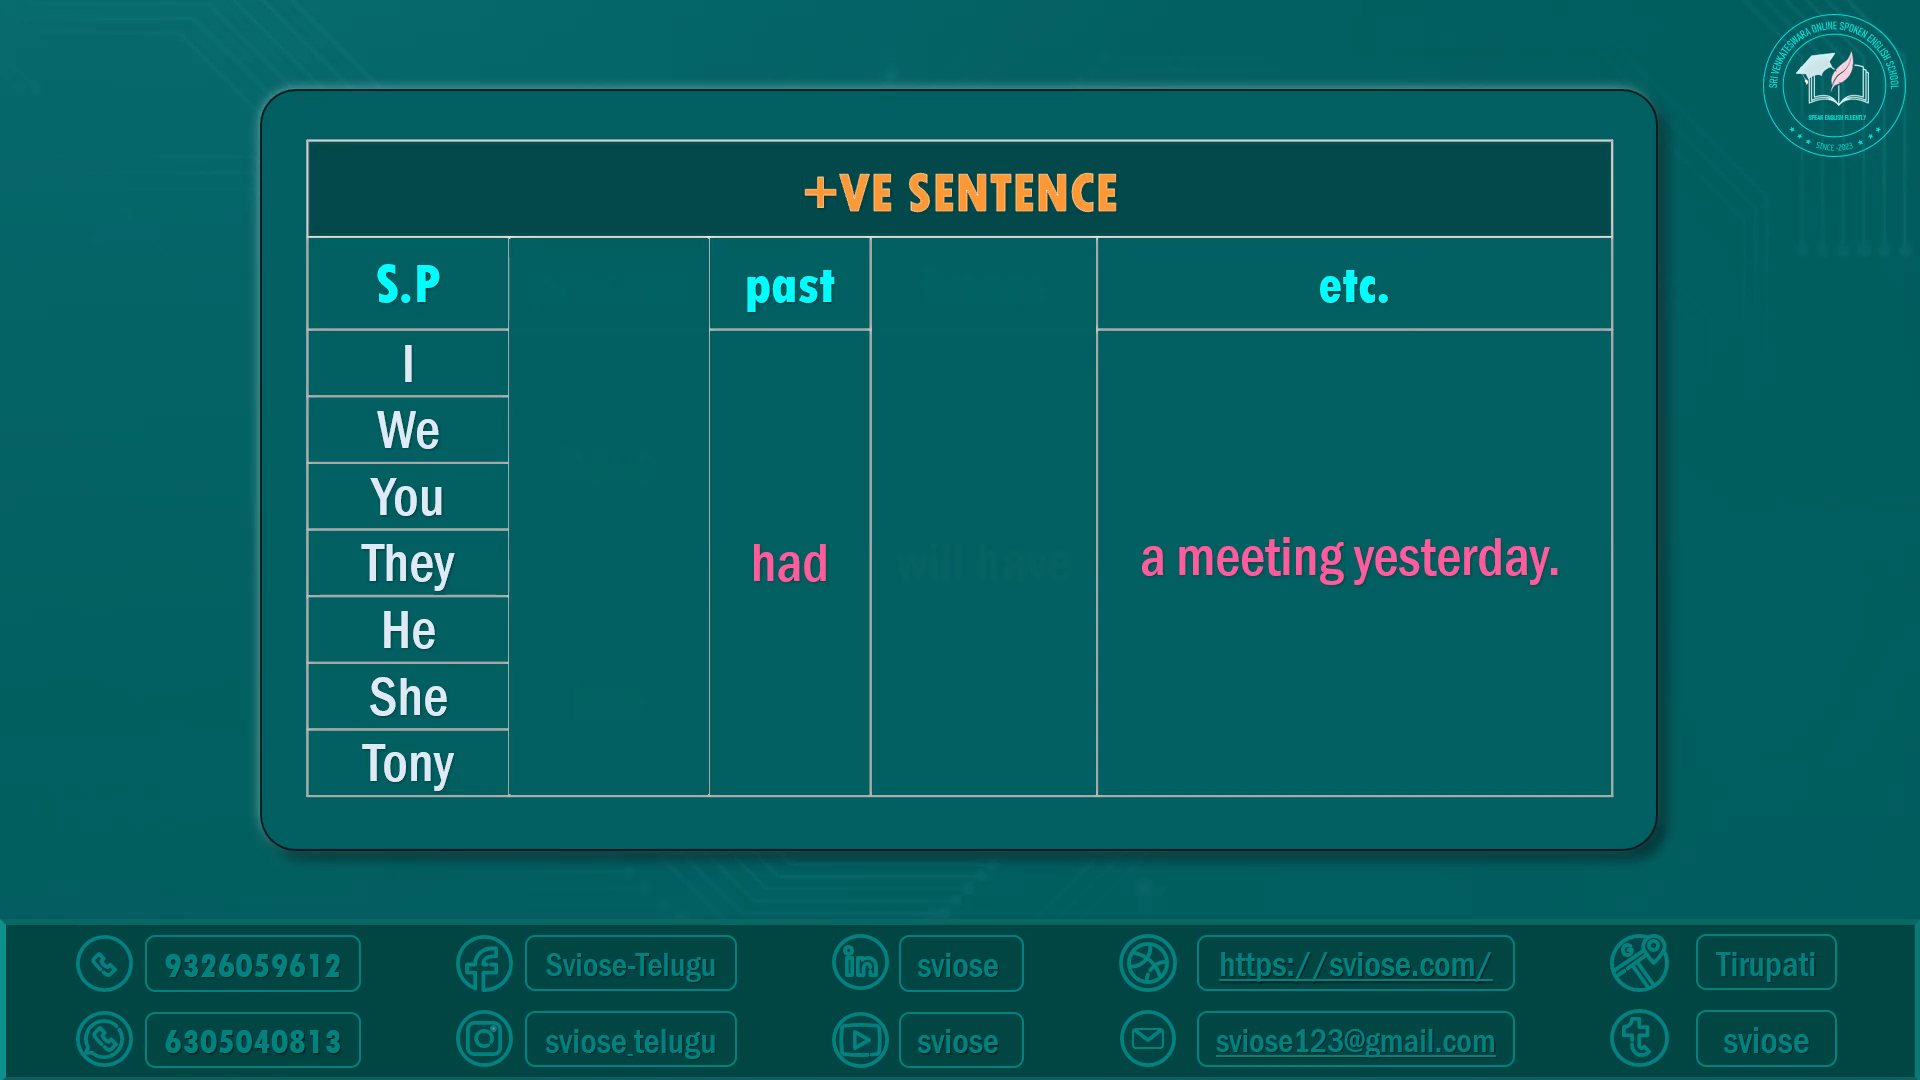 SRI VENKATESWARA ONLINE SPOKEN ENGLISH SCHOOL
SPEAK ENGLISH FLUENTLY
SINCE -2023
+VE SENTENCE
S.P past etc.
I
We
You
They
He
She
Tony
had
will have
a meeting yesterday.
9326059612
Sviose-Telugu
sviose
https://sviose.com/
Tirupati
6305040813
sviose_telugu
sviose
sviose123@gmail.com
sviose